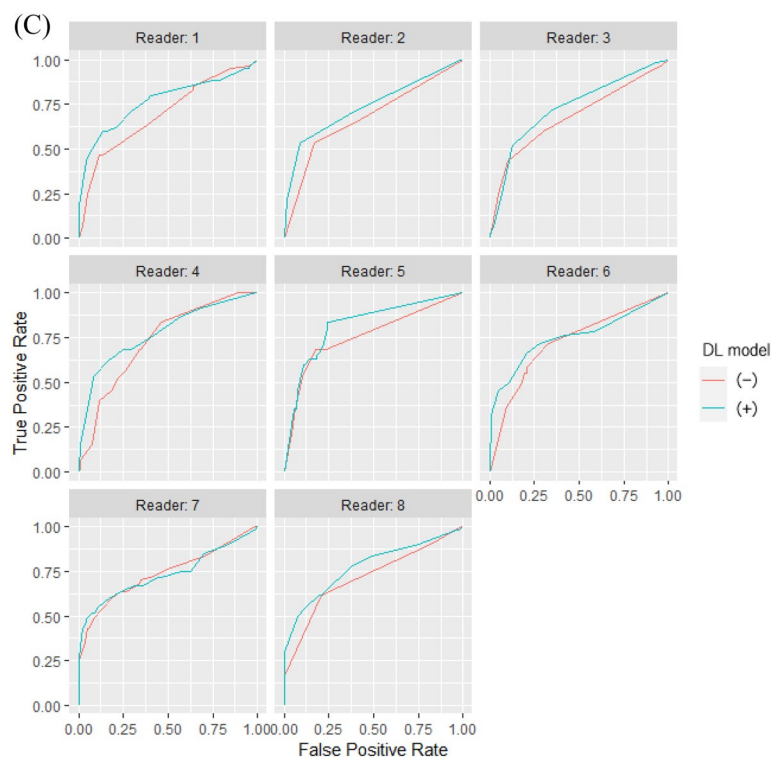 (C)
Reader: 1 Reader: 2 Reader: 3
1.00
0.75
0.50
0.25
0.00
Reader: 4 Reader: 5 Reader: 6
1.00
0.75
0.50
0.25
0.00
0.00 0.25 0.50 0.75 1.00
Reader: 7 Reader: 8
1.00
0.75
0.50
0.25
0.00
0.00 0.25 0.50 0.75 1.00 0.00 0.25 0.50 0.75 1.00
True Positive Rate
False Positive Rate
DL model
(−)
(+)